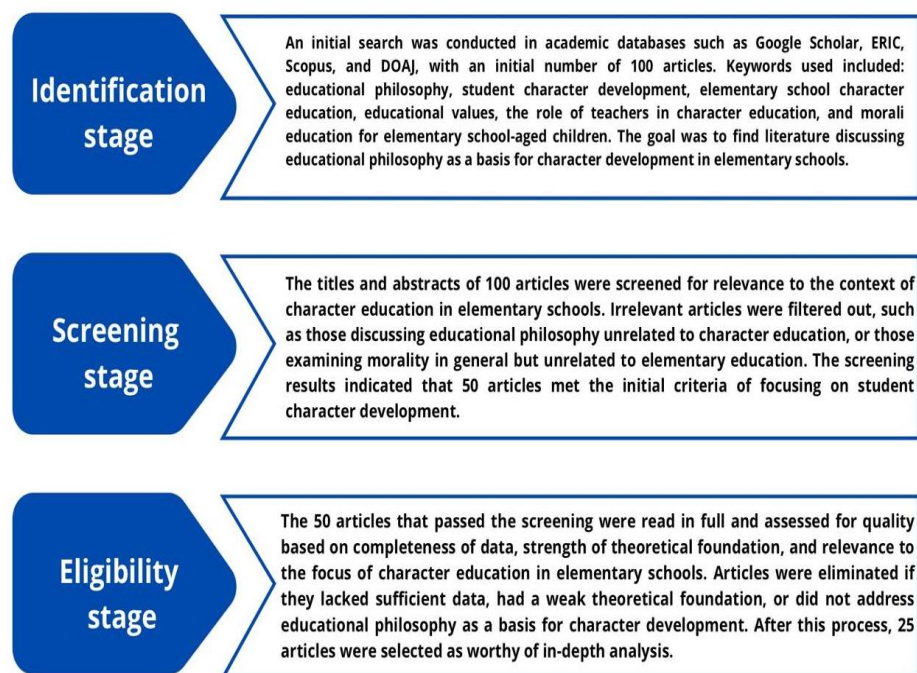 Identification
stage
An initial search was conducted in academic databases such as Google Scholar, ERIC,
Scopus, and DOAJ, with an initial number of 100 articles. Keywords used included:
educational philosophy, student character development, elementary school character
education, educational values, the role of teachers in character education, and morali
education for elementary school-aged children. The goal was to find literature discussing
educational philosophy as a basis for character development in elementary schools.
Screening
stage
The titles and abstracts of 100 articles were screened for relevance to the context of
character education in elementary schools. Irrelevant articles were filtered out, such
as those discussing educational philosophy unrelated to character education, or those
examining morality in general but unrelated to elementary education. The screening
results indicated that 50 articles met the initial criteria of focusing on student
character development.
Eligibility
stage
The 50 articles that passed the screening were read in full and assessed for quality
based on completeness of data, strength of theoretical foundation, and relevance to
the focus of character education in elementary schools. Articles were eliminated if
they lacked sufficient data, had a weak theoretical foundation, or did not address
educational philosophy as a basis for character development. After this process, 25
articles were selected as worthy of in-depth analysis.